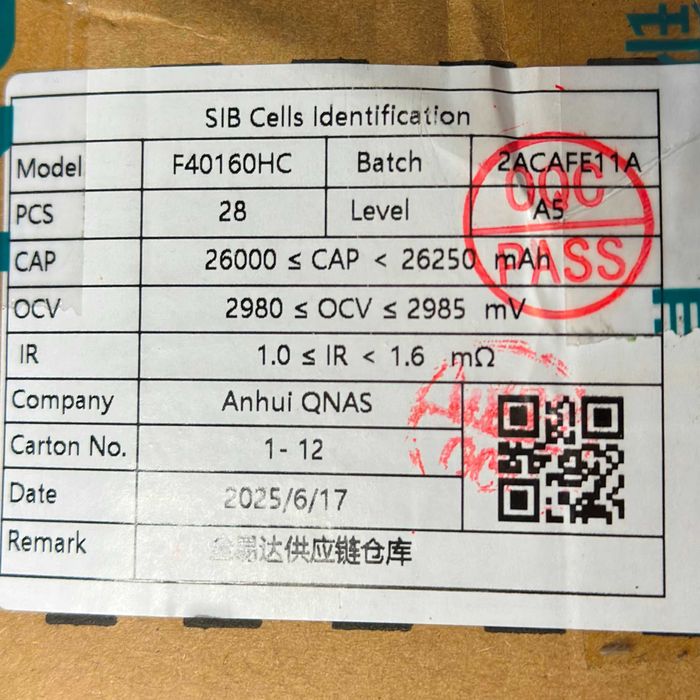 SIB Cells Identification
Model F40160HC Batch 2ACAFE11A
PCS 28 Level A5
CAP 26000 ≤ CAP < 26250 mAh
OCV 2980 ≤ OCV ≤ 2985 mV
IR 1.0 ≤ IR < 1.6 mΩ
Company Anhui QNAS
Carton No. 1- 12
Date 2025/6/17
Remark 达供应链仓库
OQC
PASS